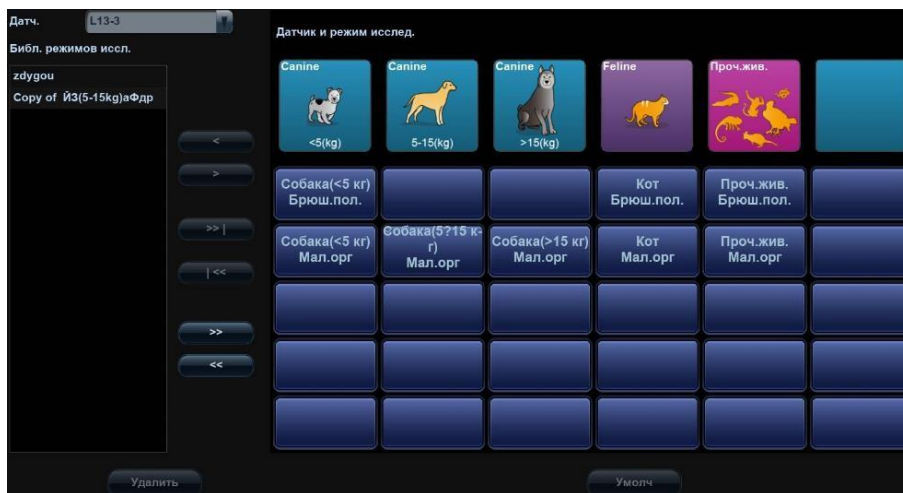 Датч.
L13-3
Библ. режимов иссл.
zdygou
Copy of ЙЗ(5-15kg)аФдр
<
>
>> |
| <<
>>
<<
Удалить
Датчик и режим исслед.
Canine
Canine
Canine
Feline
Проч.жив.
<5(kg)
5-15(kg)
>15(kg)
Собака(<5 кг)
Брюш.пол.
Кот
Брюш.пол.
Проч.жив.
Брюш.пол.
Собака(<5 кг)
Мал.орг
Собака(5?15 к-
г)
Мал.орг
Собака(>15 кг)
Мал.орг
Кот
Мал.орг
Проч.жив.
Мал.орг
Умолч